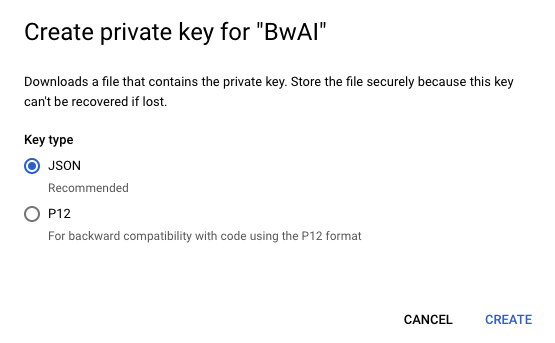 Create private key for "BwAI"
Downloads a file that contains the private key. Store the file securely because this key
can't be recovered if lost.
Key type
JSON
Recommended
P12
For backward compatibility with code using the P12 format
CANCEL CREATE